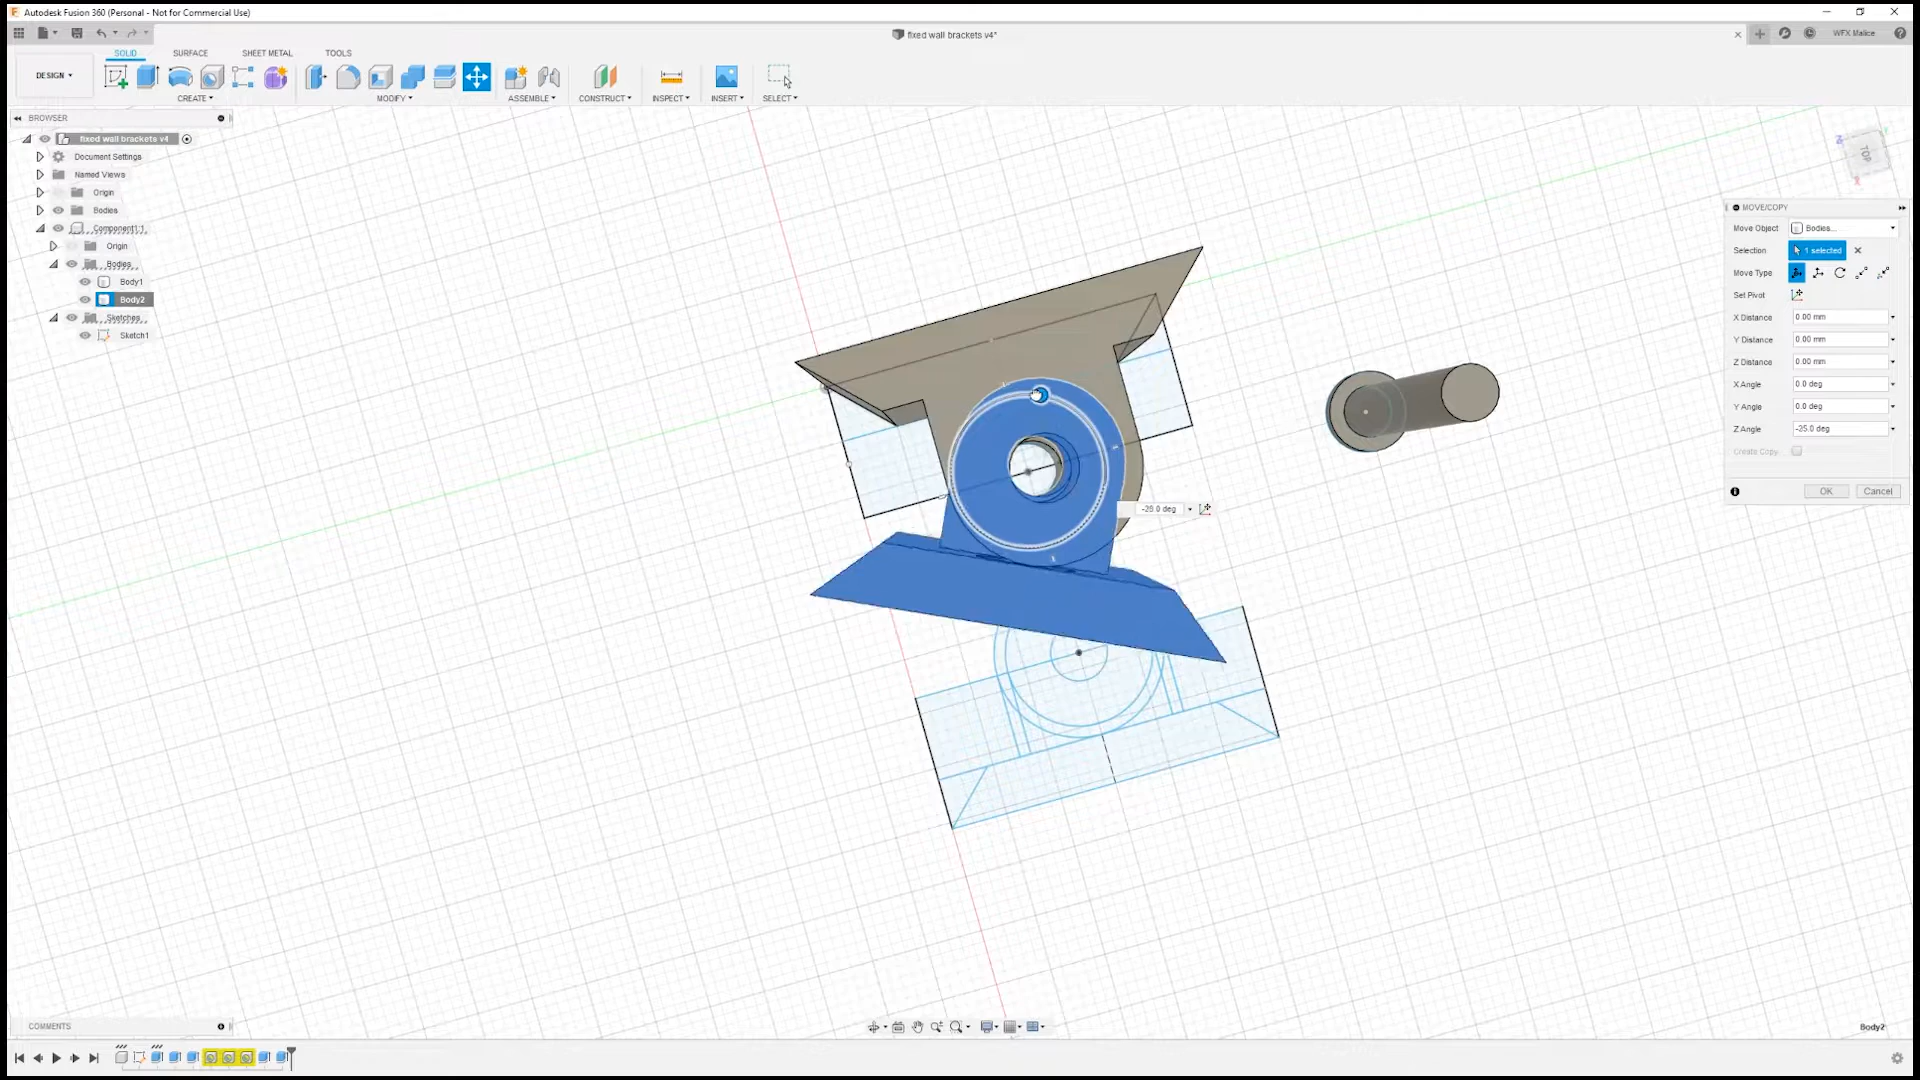 Autodesk Fusion 360 (Personal - Not for Commercial Use)
fixed wall brackets v4*
WFX Malice
SOLID SURFACE SHEET METAL TOOLS
DESIGN
CREATE MODIFY ASSEMBLE CONSTRUCT INSPECT INSERT SELECT
BROWSER
fixed wall brackets v4
Document Settings
Named Views
Origin
Bodies
Component1:1
Origin
Bodies
Body1
Body2
Sketches
Sketch1
TOP
Z
X
MOVE/COPY
Move Object Bodies...
Selection 1 selected
Move Type
Set Pivot
X Distance 0.00 mm
Y Distance 0.00 mm
Z Distance 0.00 mm
X Angle 0.0 deg
Y Angle 0.0 deg
Z Angle -25.0 deg
Create Copy
OK Cancel
deg
COMMENTS
Body2